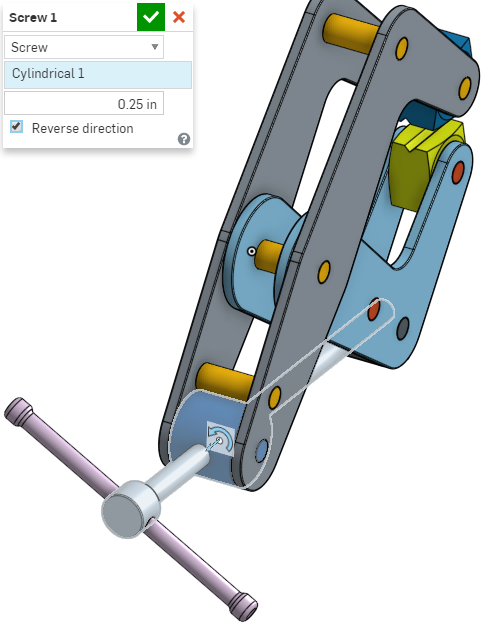 Screw 1
Screw
Cylindrical 1
0.25 in
Reverse direction
?